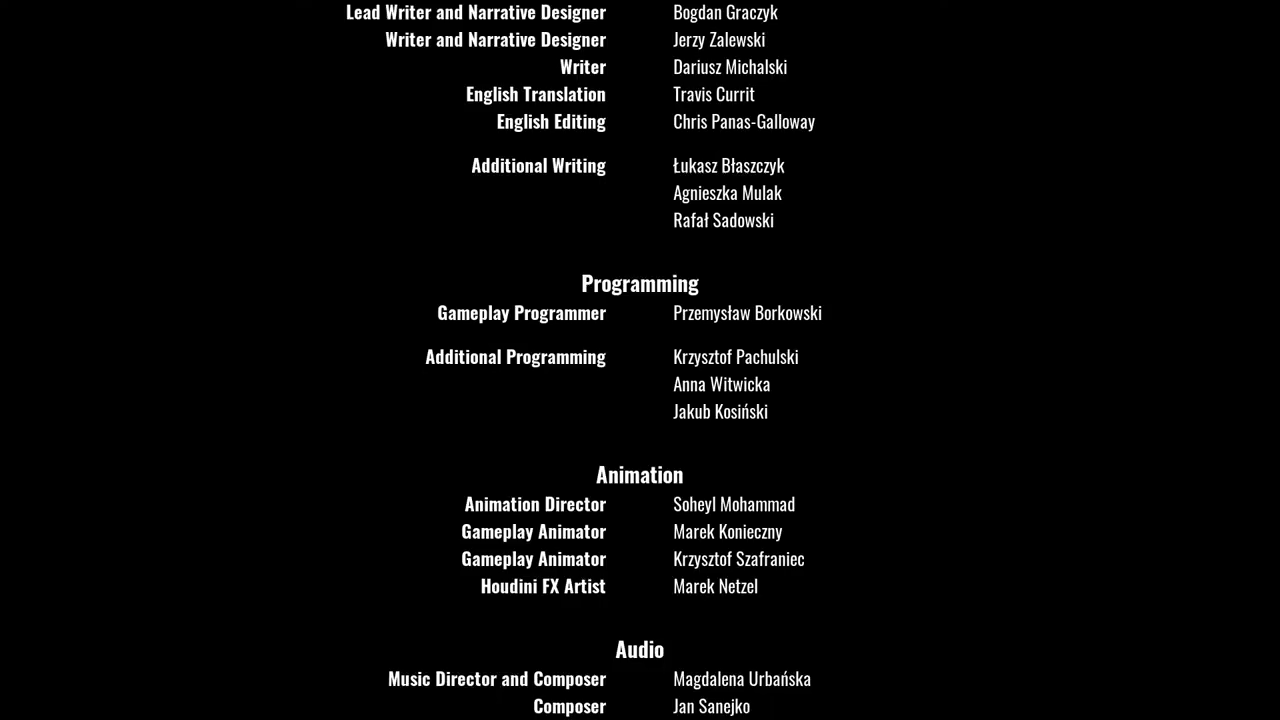 Lead Writer and Narrative Designer Bogdan Graczyk
Writer and Narrative Designer Jerzy Zalewski
Writer Dariusz Michalski
English Translation Travis Currit
English Editing Chris Panas-Galloway
Additional Writing Łukasz Błaszczyk
Agnieszka Mulak
Rafał Sadowski
Programming
Gameplay Programmer Przemysław Borkowski
Additional Programming Krzysztof Pachulski
Anna Witwicka
Jakub Kosiński
Animation
Animation Director Soheyl Mohammad
Gameplay Animator Marek Konieczny
Gameplay Animator Krzysztof Szafraniec
Houdini FX Artist Marek Netzel
Audio
Music Director and Composer Magdalena Urbańska
Composer Jan Sanejko